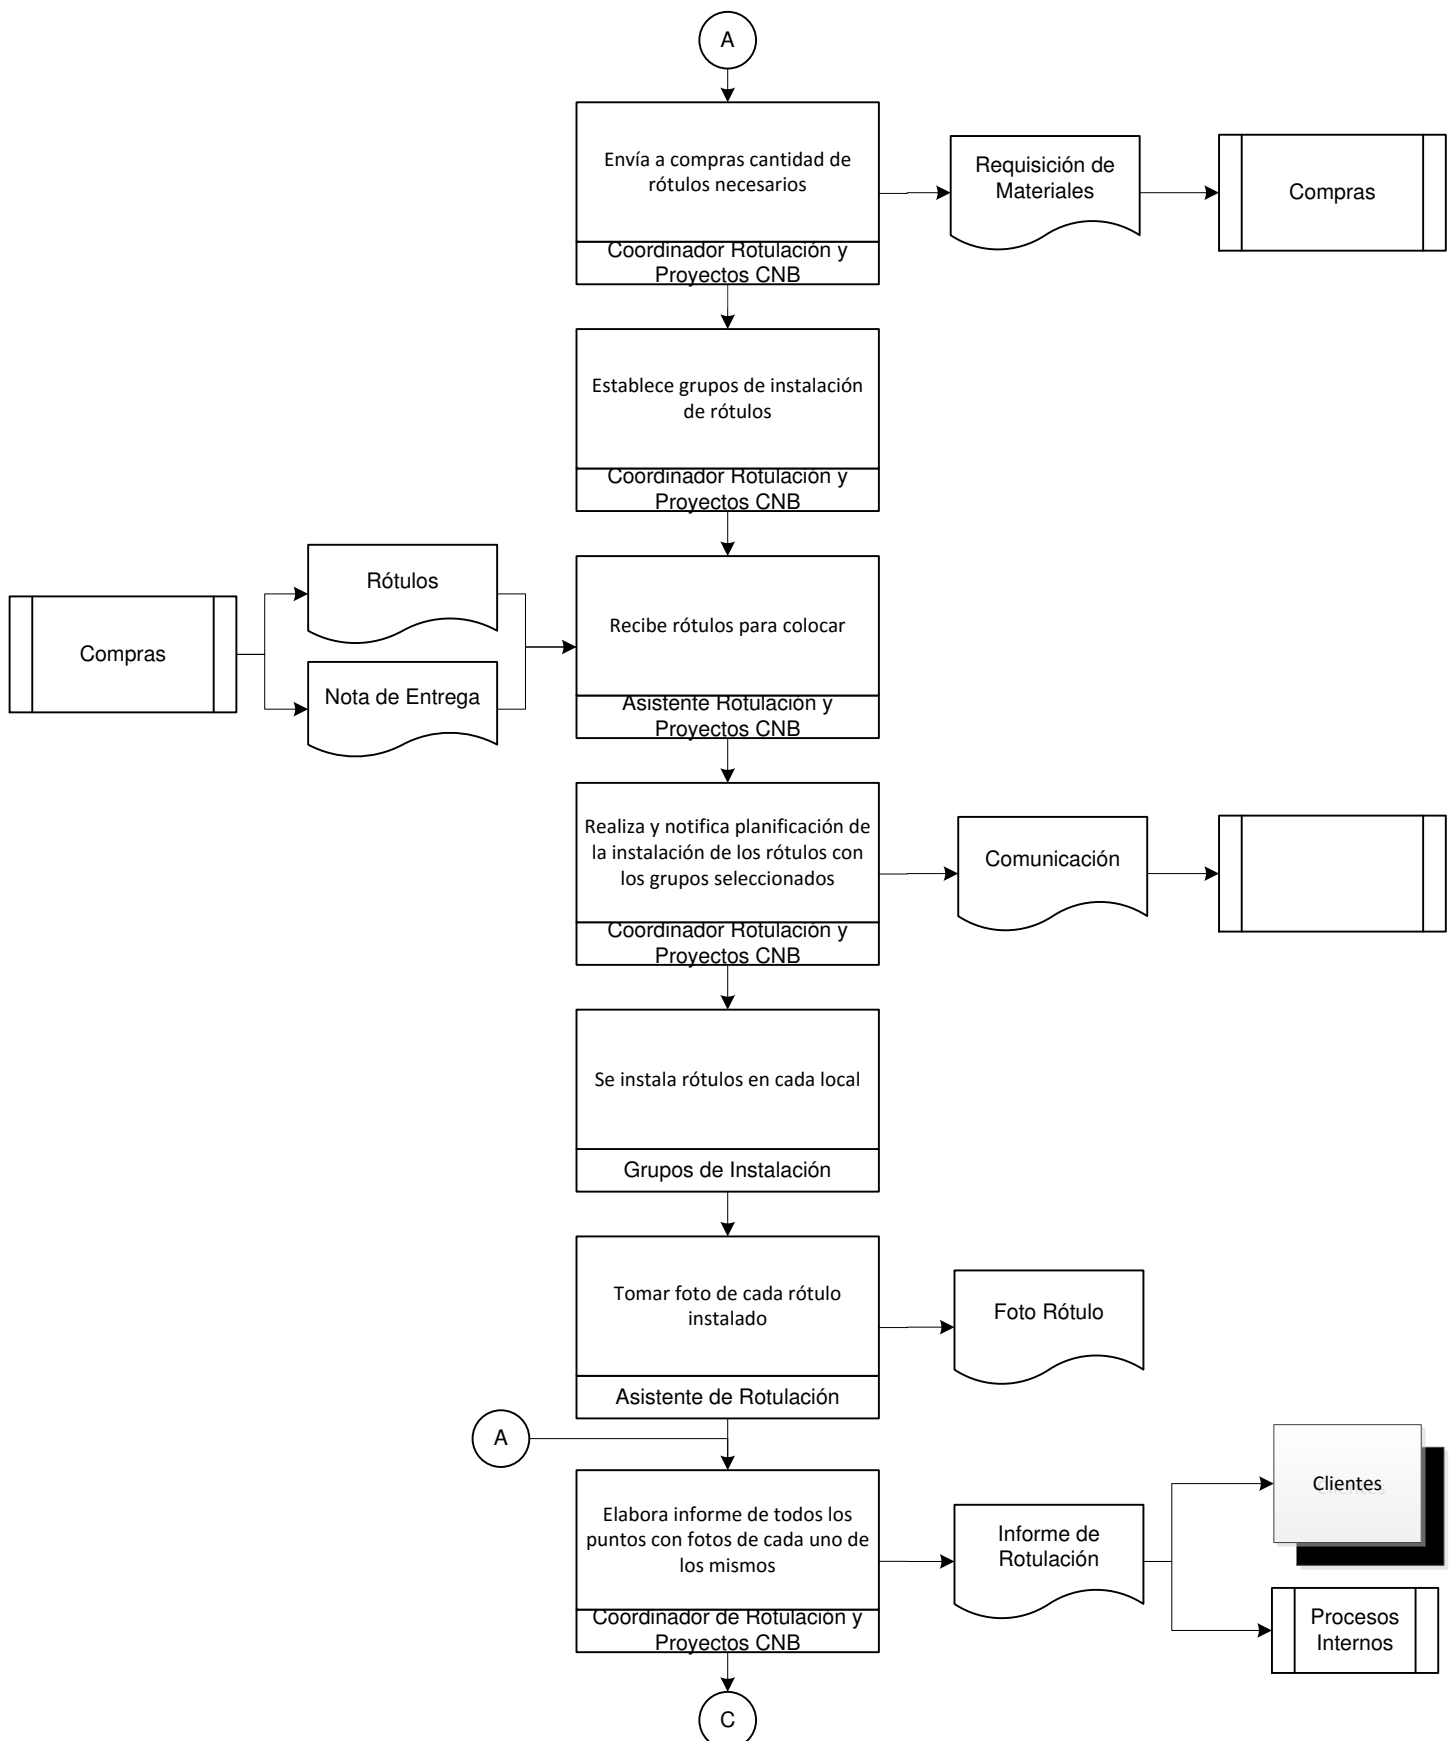 A
Envía a compras cantidad de
rótulos necesarios
Coordinador Rotulación y
Proyectos CNB
Requisición de
Materiales
Compras
Establece grupos de instalación
de rótulos
Coordinador Rotulación y
Proyectos CNB
Compras
Rótulos
Nota de Entrega
Recibe rótulos para colocar
Asistente Rotulación y
Proyectos CNB
Realiza y notifica planificación de
la instalación de los rótulos con
los grupos seleccionados
Coordinador Rotulación y
Proyectos CNB
Comunicación
Se instala rótulos en cada local
Grupos de Instalación
Tomar foto de cada rótulo
instalado
Asistente de Rotulación
Foto Rótulo
A
Elabora informe de todos los
puntos con fotos de cada uno de
los mismos
Coordinador de Rotulación y
Proyectos CNB
Informe de
Rotulación
Clientes
Procesos
Internos
C